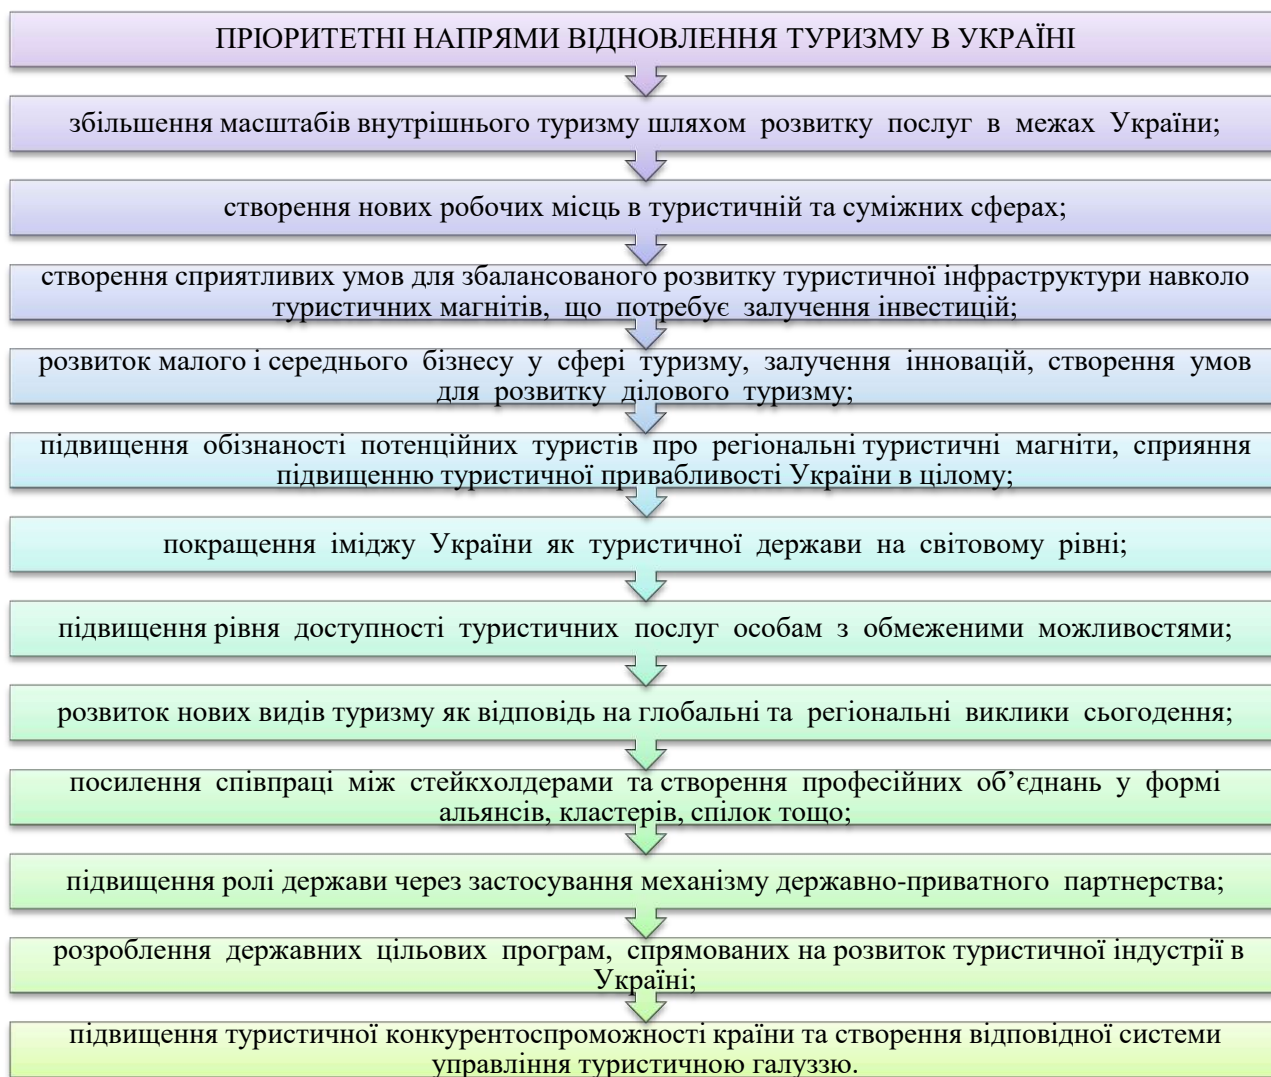 ПРІОРИТЕТНІ НАПРЯМИ ВІДНОВЛЕННЯ ТУРИЗМУ В УКРАЇНІ
збільшення масштабів внутрішнього туризму шляхом розвитку послуг в межах України;
створення нових робочих місць в туристичній та суміжних сферах;
створення сприятливих умов для збалансованого розвитку туристичної інфраструктури навколо
туристичних магнітів, що потребує залучення інвестицій;
розвиток малого і середнього бізнесу у сфері туризму, залучення інновацій, створення умов
для розвитку ділового туризму;
підвищення обізнаності потенційних туристів про регіональні туристичні магніти, сприяння
підвищенню туристичної привабливості України в цілому;
покращення іміджу України як туристичної держави на світовому рівні;
підвищення рівня доступності туристичних послуг особам з обмеженими можливостями;
розвиток нових видів туризму як відповідь на глобальні та регіональні виклики сьогодення;
посилення співпраці між стейкхолдерами та створення професійних об’єднань у формі
альянсів, кластерів, спілок тощо;
підвищення ролі держави через застосування механізму державно-приватного партнерства;
розроблення державних цільових програм, спрямованих на розвиток туристичної індустрії в
Україні;
підвищення туристичної конкурентоспроможності країни та створення відповідної системи
управління туристичною галуззю.